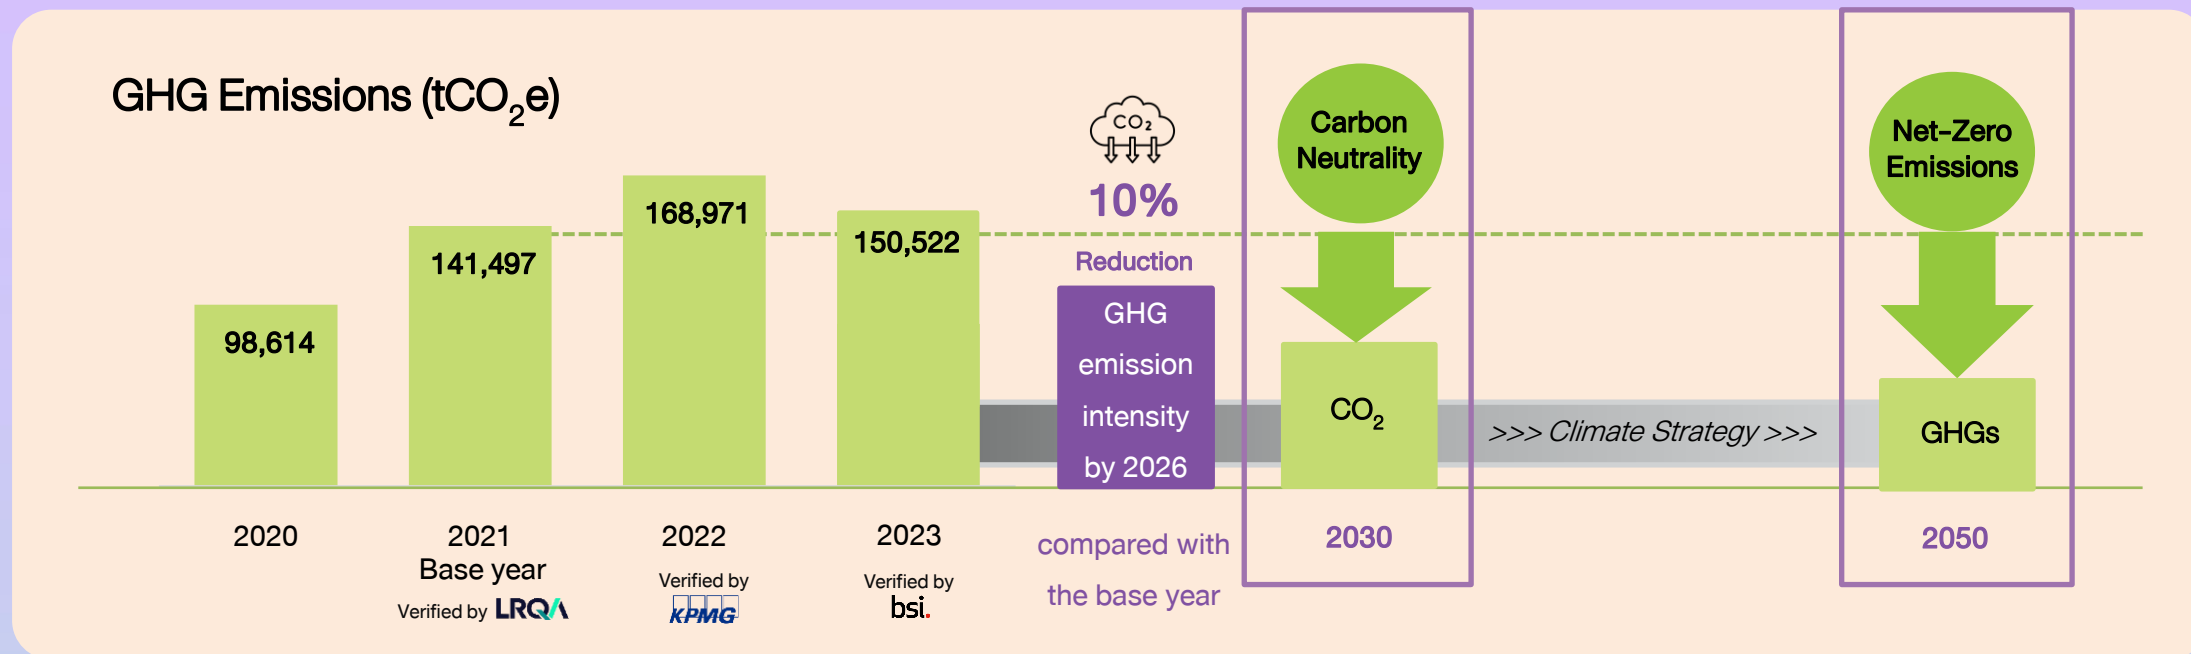 GHG Emissions (tCO₂e)
98,614
141,497
168,971
150,522
CO₂
10%
Reduction
GHG
emission
intensity
by 2026
compared with
the base year
Carbon
Neutrality
CO₂
>>> Climate Strategy >>>
Net-Zero
Emissions
GHGs
2020
2021
Base year
Verified by LRQA
2022
Verified by
KPMG
2023
Verified by
bsi.
2030
2050